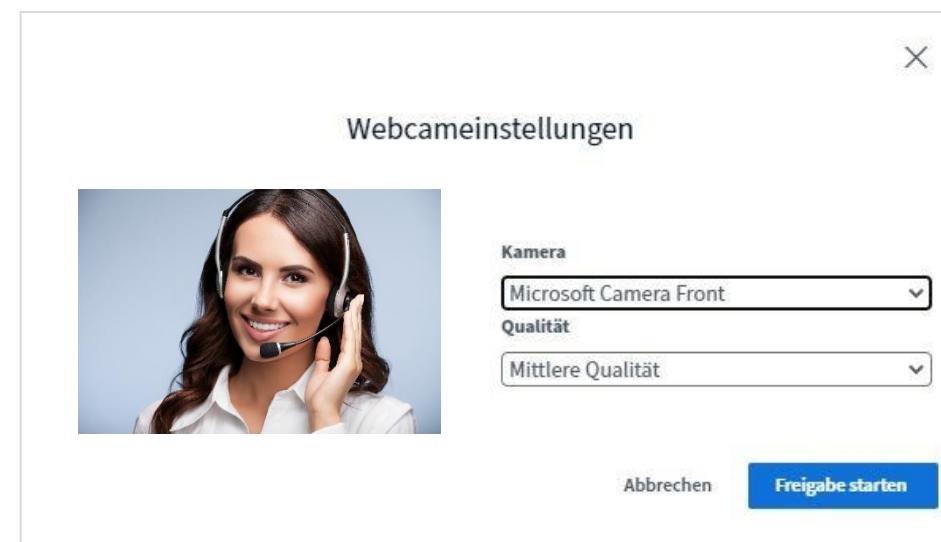 Webcameinstellungen
Kamera
Microsoft Camera Front
Qualität
Mittlere Qualität
Abbrechen
Freigabe starten